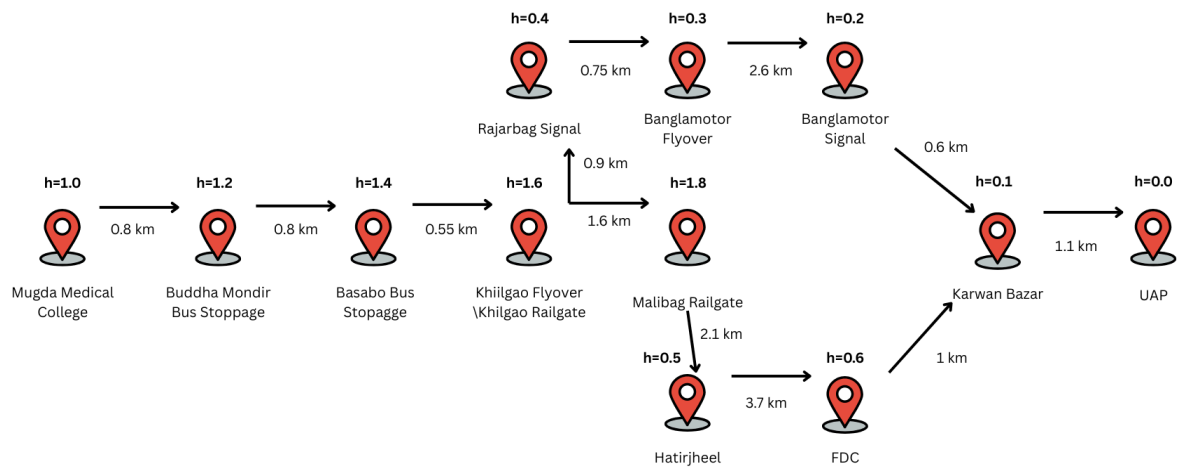 h=0.4
h=0.3
h=0.2
0.75 km
2.6 km
Rajarbag Signal
Banglamotor
Flyover
Banglamotor
Signal
0.9 km
0.6 km
h=1.0
h=1.2
h=1.4
h=1.6
h=1.8
h=0.1
h=0.0
0.8 km
0.8 km
0.55 km
1.6 km
1.1 km
Mugda Medical
College
Buddha Mondir
Bus Stoppage
Basabo Bus
Stopagge
Khiilgao Flyover
\Khilgao Railgate
Malibag Railgate
Karwan Bazar
UAP
2.1 km
h=0.5
h=0.6
1 km
3.7 km
Hatirjheel
FDC